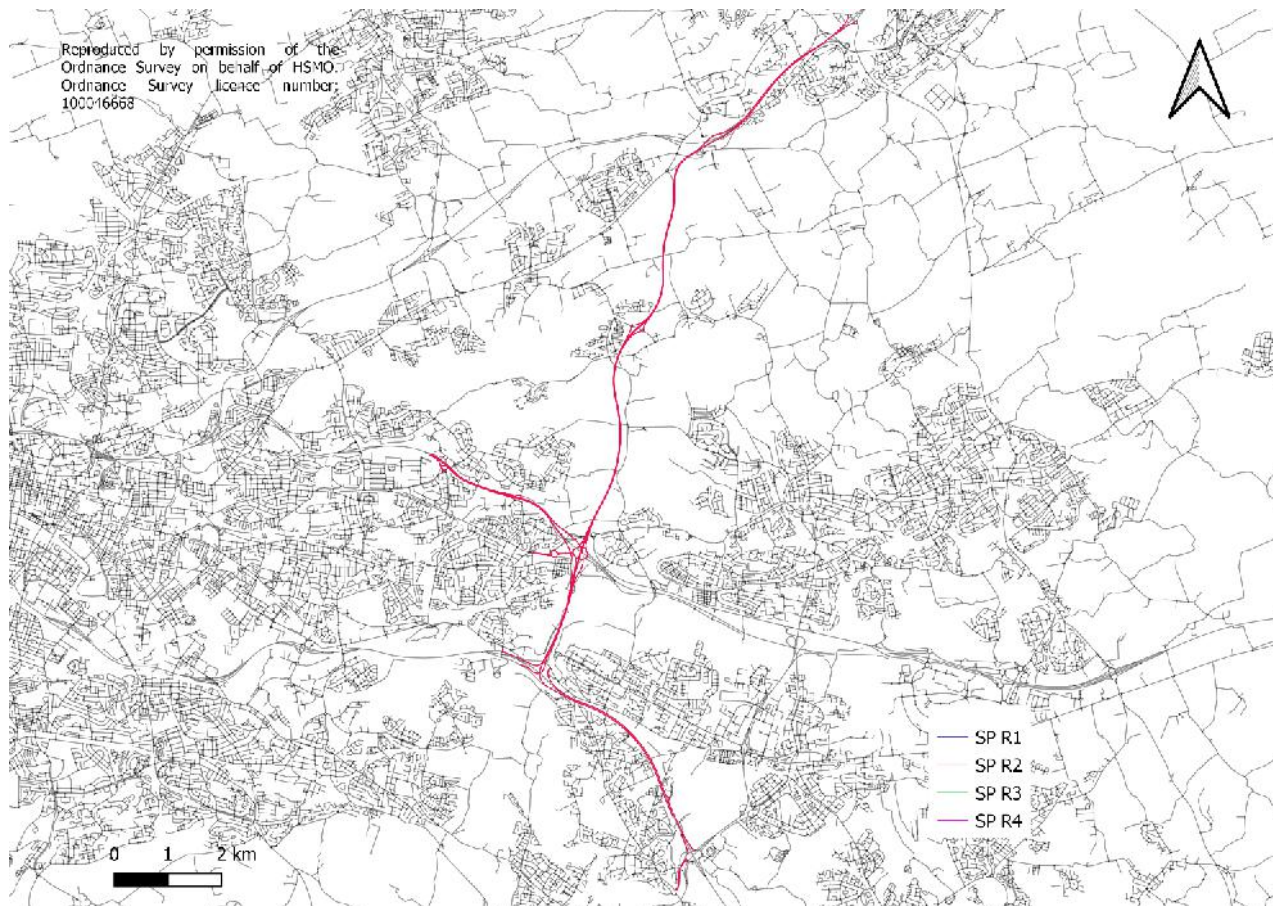 Reproduced by permission of the
Ordnance Survey on behalf of HSMO.
Ordnance Survey licence number:
100046668
SP R1
SP R2
SP R3
SP R4
0 1 2 km